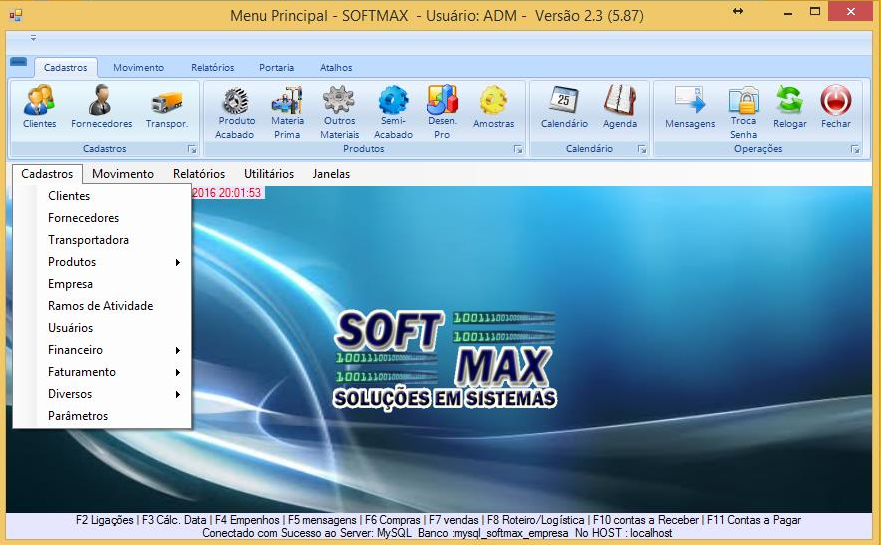 Menu Principal - SOFTMAX - Usuário: ADM - Versão 2.3 (5.87)
Cadastros Movimento Relatórios Portaria Atalhos
25
Clientes Fornecedores Transpor. Produto Acabado Materia Prima Outros Materiais Semi-Acabado Desen. Pro Amostras Calendário Agenda Mensagens Troca Senha Relogar Fechar
Cadastros Produtos Calendário Operações
Cadastros Movimento Relatórios Utilitários Janelas
2016 20:01:53
Clientes
Fornecedores
Transportadora
Produtos
Empresa
Ramos de Atividade
Usuários
Financeiro
Faturamento
Diversos
Parâmetros
SOFT
MAX
SOLUÇÕES EM SISTEMAS
F2 Ligações | F3 Cálc. Data | F4 Empenhos | F5 mensagens | F6 Compras | F7 vendas | F8 Roteiro/Logística | F10 contas a Receber | F11 Contas a Pagar
Conectado com Sucesso ao Server: MySQL Banco :mysql_softmax_empresa No HOST : localhost